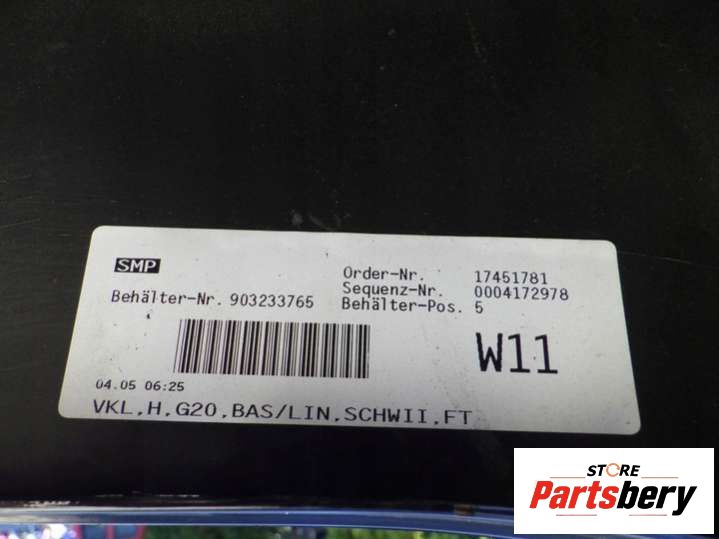 SMP
Order-Nr. 17451781
Sequenz-Nr. 0004172978
Behälter-Nr. 903233765 Behälter-Pos. 5
W11
04.05 06:25
VKL,H,G20,BAS/LIN,SCHWII,FT
STORE
Partsbery